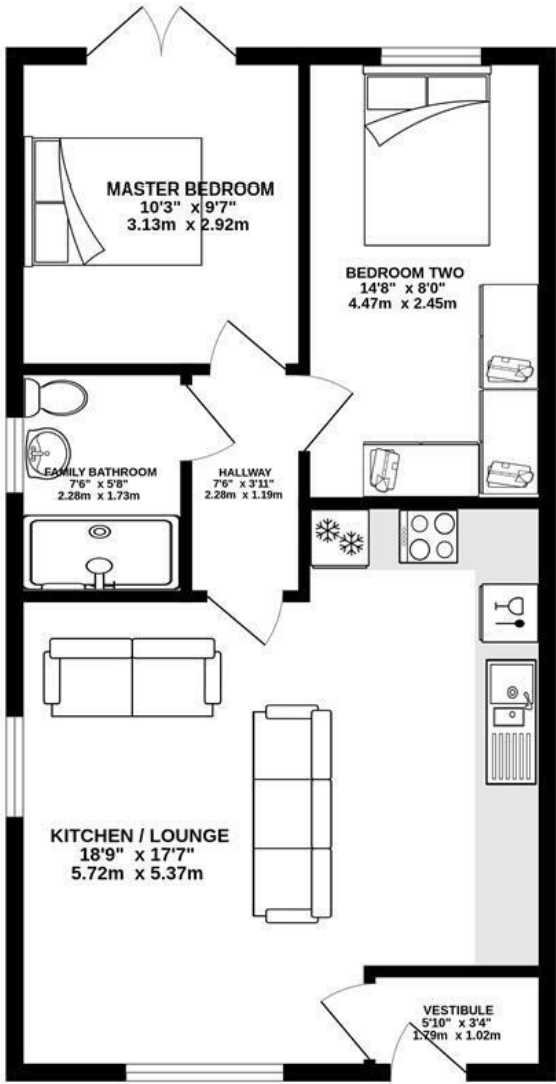 MASTER BEDROOM
10'3" x 9'7"
3.13m x 2.92m
BEDROOM TWO
14'8" x 8'0"
4.47m x 2.45m
FAMILY BATHROOM
7'6" x 5'8"
2.28m x 1.73m
HALLWAY
7'6" x 3'11"
2.28m x 1.19m
KITCHEN / LOUNGE
18'9" x 17'7"
5.72m x 5.37m
VESTIBULE
5'10" x 3'4"
1.79m x 1.02m